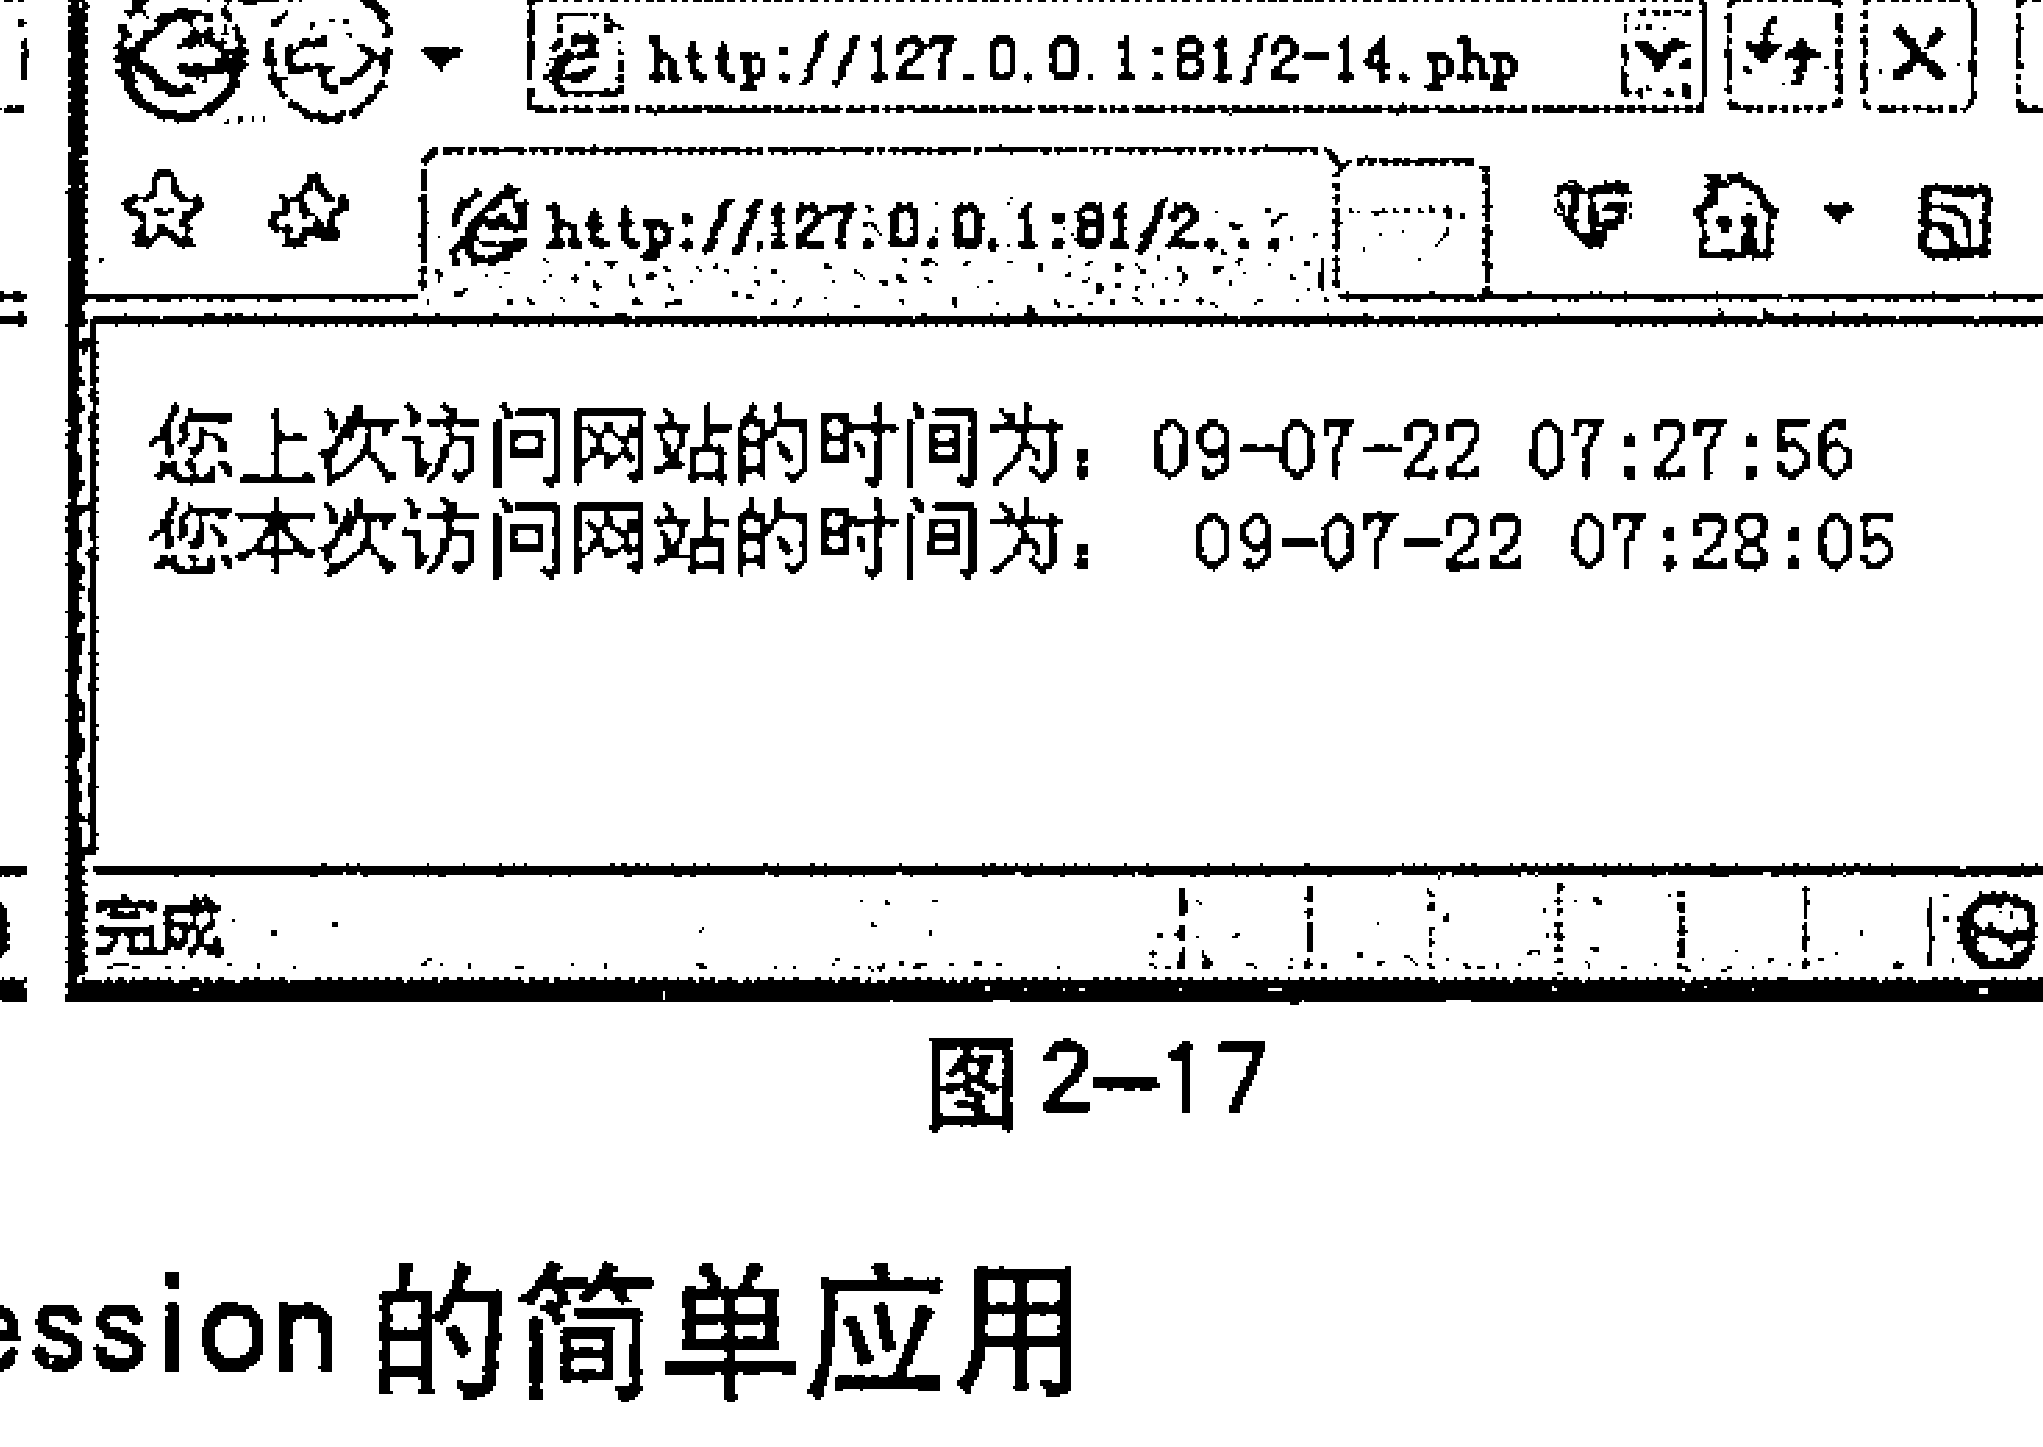 http://127.0.0.1:81/2-14.php
http://127.0.0.1:81/2...
您上次访问网站的时间为：09-07-22 07:27:56
您本次访问网站的时间为： 09-07-22 07:28:05
完成
图2-17
ession 的简单应用